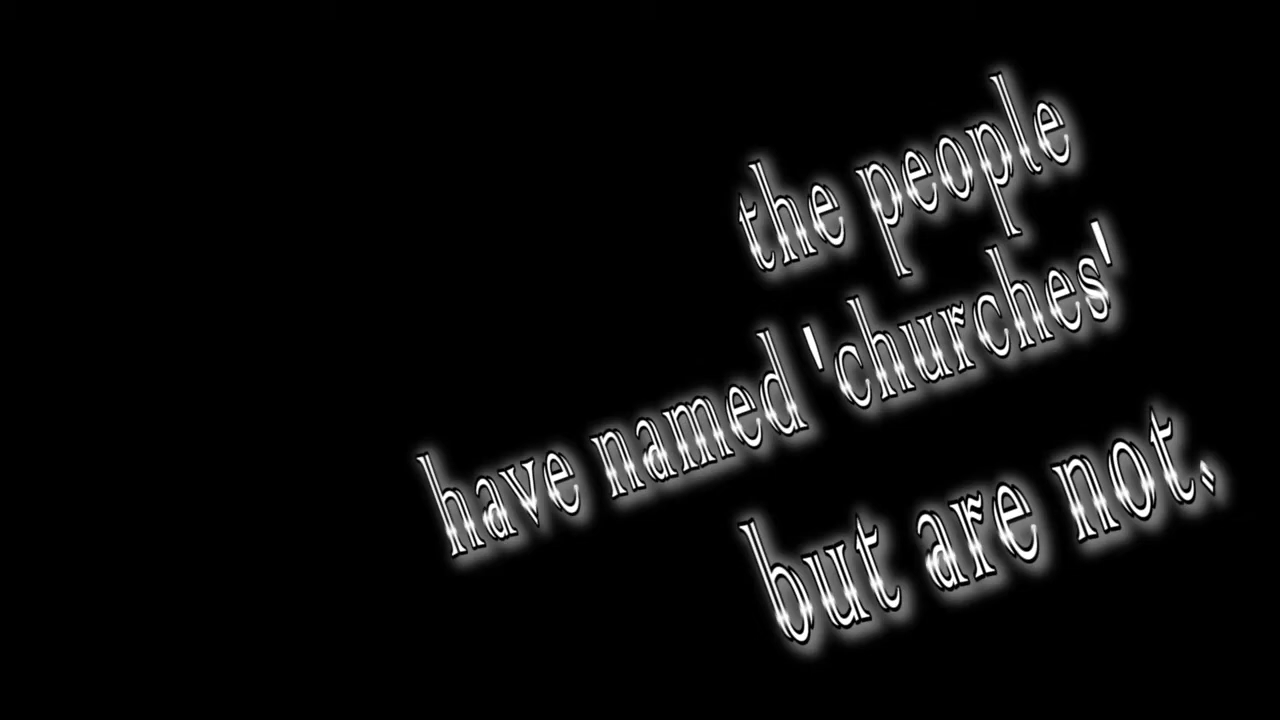 the people
have named 'churches'
but are not.